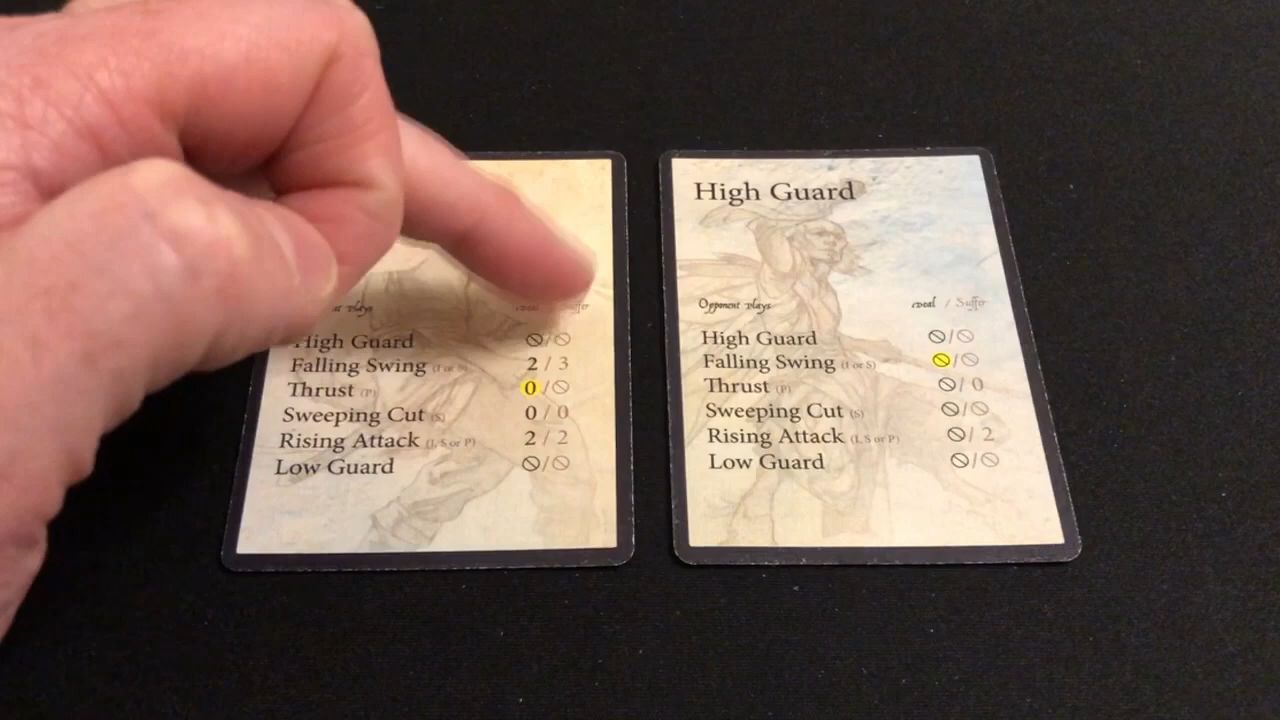 High Guard
Opponent plays Deal / Suffer
High Guard ⃠/⃠
Falling Swing (I or S) 2 / 3
Thrust (P) 0/⃠
Sweeping Cut (S) 0 / 0
Rising Attack (I, S or P) 2 / 2
Low Guard ⃠/⃠
High Guard ⃠/⃠
Falling Swing (I or S) ⃠/⃠
Thrust (P) ⃠/ 0
Sweeping Cut (S) ⃠/⃠
Rising Attack (I, S or P) ⃠/ 2
Low Guard ⃠/⃠